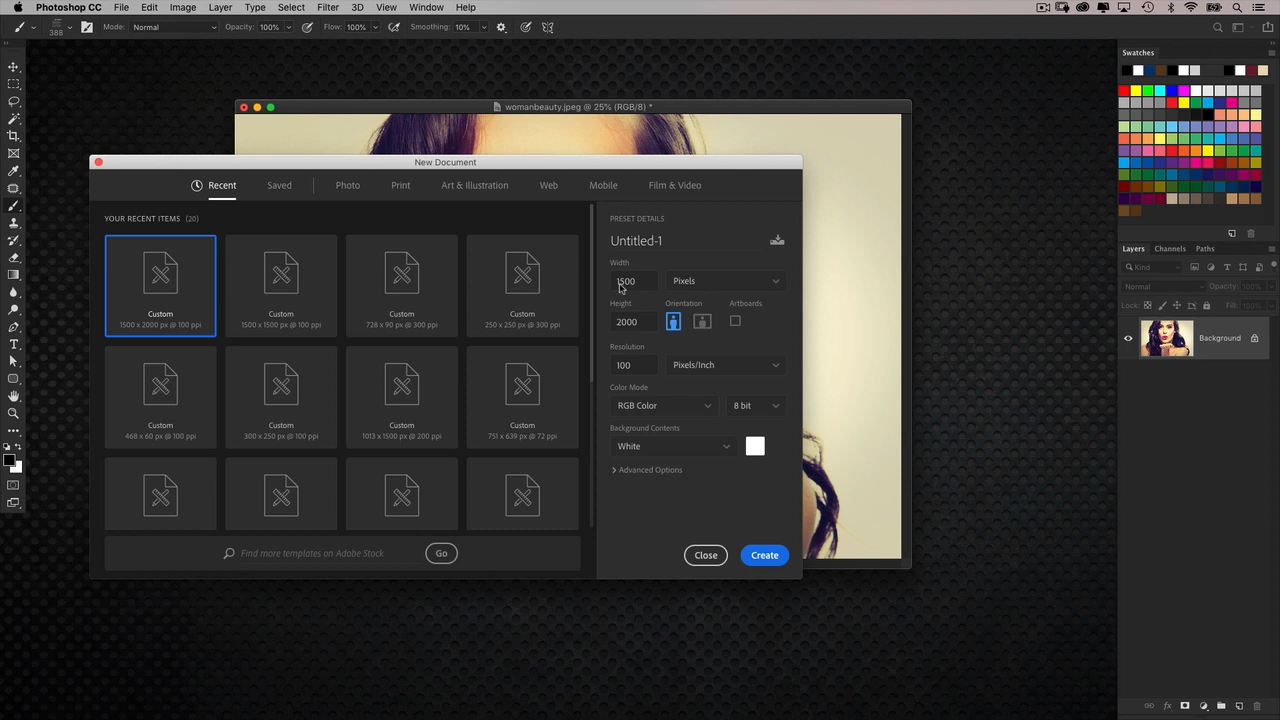 Photoshop CC File Edit Image Layer Type Select Filter 3D View Window Help
388 Mode: Normal Opacity: 100% Flow: 100% Smoothing: 10%
Swatches
womanbeauty.jpeg @ 25% (RGB/8) *
New Document
Recent Saved Photo Print Art & Illustration Web Mobile Film & Video
YOUR RECENT ITEMS (20)
Custom
1500 x 2000 px @ 100 ppi
Custom
1500 x 1500 px @ 100 ppi
Custom
728 x 90 px @ 300 ppi
Custom
250 x 250 px @ 300 ppi
Custom
468 x 60 px @ 100 ppi
Custom
300 x 250 px @ 100 ppi
Custom
1013 x 1500 px @ 200 ppi
Custom
751 x 639 px @ 72 ppi
Find more templates on Adobe Stock Go
PRESET DETAILS
Untitled-1
Width
1500 Pixels
Height Orientation Artboards
2000
Resolution
100 Pixels/Inch
Color Mode
RGB Color 8 bit
Background Contents
White
Advanced Options
Close Create
Layers Channels Paths
Kind
Normal Opacity: 100%
Lock: Fill: 100%
Background